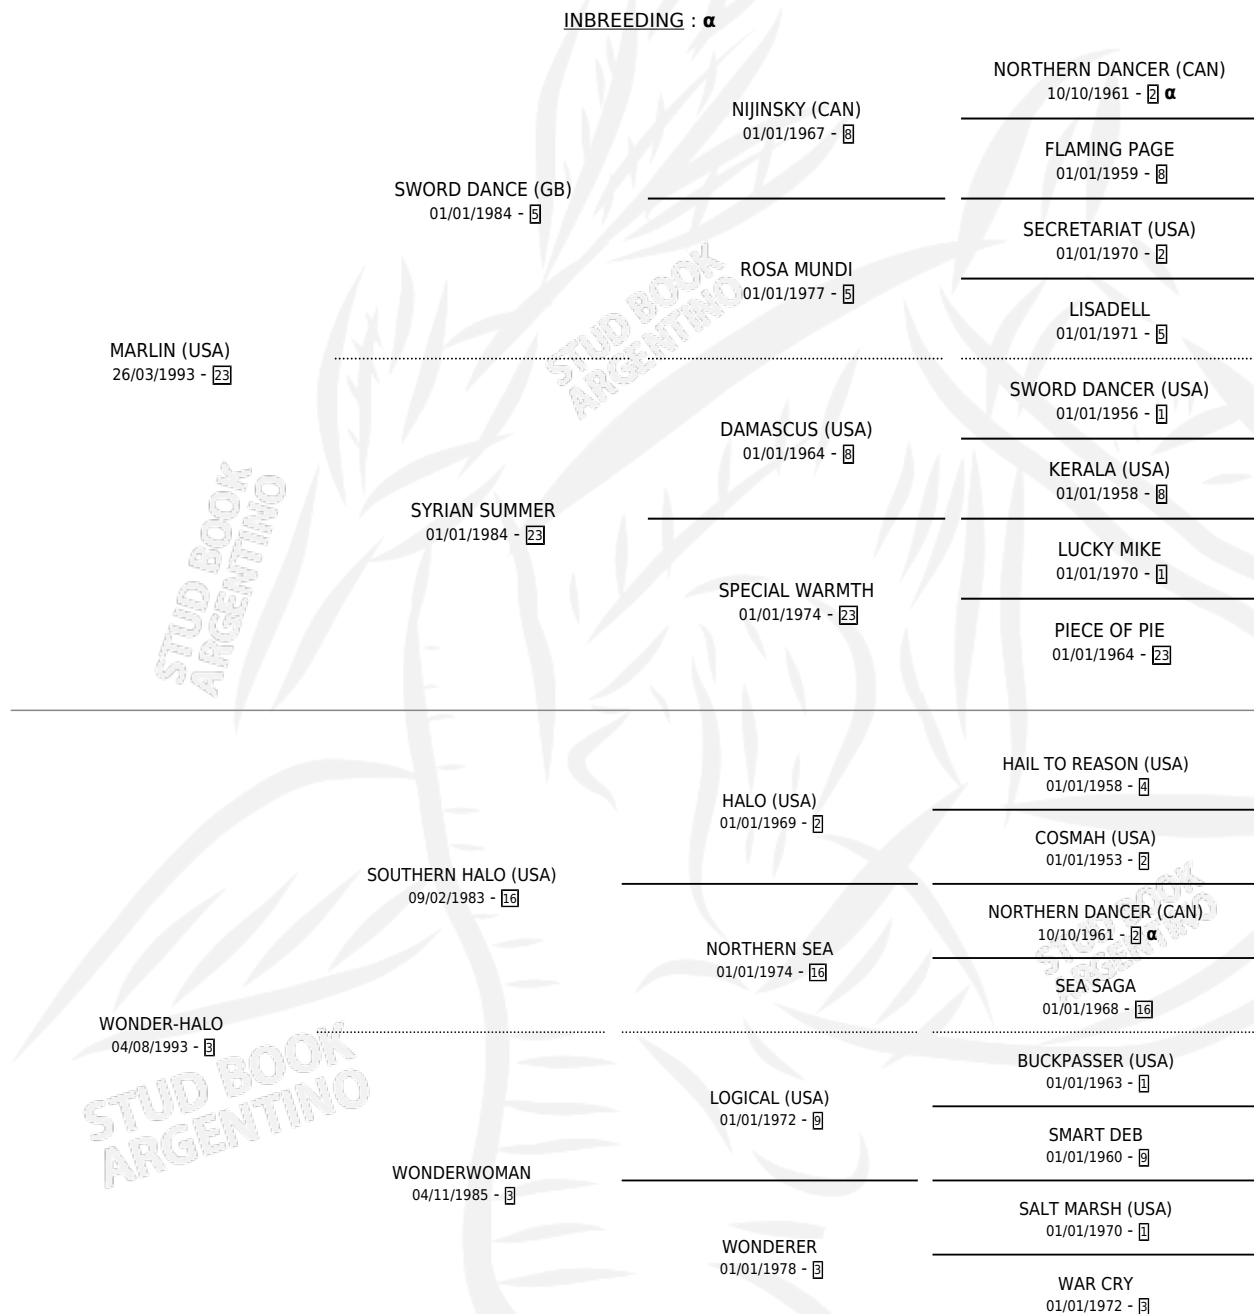 INBREEDING : α
NORTHERN DANCER (CAN)
10/10/1961 - 2 α
NIJINSKY (CAN)
01/01/1967 - 8
FLAMING PAGE
01/01/1959 - 8
SWORD DANCE (GB)
01/01/1984 - 5
SECRETARIAT (USA)
01/01/1970 - 2
ROSA MUNDI
01/01/1977 - 5
LISADELL
01/01/1971 - 5
MARLIN (USA)
26/03/1993 - 23
SWORD DANCER (USA)
01/01/1956 - 1
DAMASCUS (USA)
01/01/1964 - 8
KERALA (USA)
01/01/1958 - 8
SYRIAN SUMMER
01/01/1984 - 23
LUCKY MIKE
01/01/1970 - 1
SPECIAL WARMTH
01/01/1974 - 23
PIECE OF PIE
01/01/1964 - 23
HAIL TO REASON (USA)
01/01/1958 - 4
HALO (USA)
01/01/1969 - 2
COSMAH (USA)
01/01/1953 - 2
SOUTHERN HALO (USA)
09/02/1983 - 16
NORTHERN DANCER (CAN)
10/10/1961 - 2 α
NORTHERN SEA
01/01/1974 - 16
SEA SAGA
01/01/1968 - 16
WONDER-HALO
04/08/1993 - 3
BUCKPASSER (USA)
01/01/1963 - 1
LOGICAL (USA)
01/01/1972 - 9
SMART DEB
01/01/1960 - 9
WONDERWOMAN
04/11/1985 - 3
SALT MARSH (USA)
01/01/1970 - 1
WONDERER
01/01/1978 - 3
WAR CRY
01/01/1972 - 3
STUD BOOK
ARGENTINO
STUD BOOK
ARGENTINO
STUD BOOK
ARGENTINO
STUD BOOK
ARGENTINO